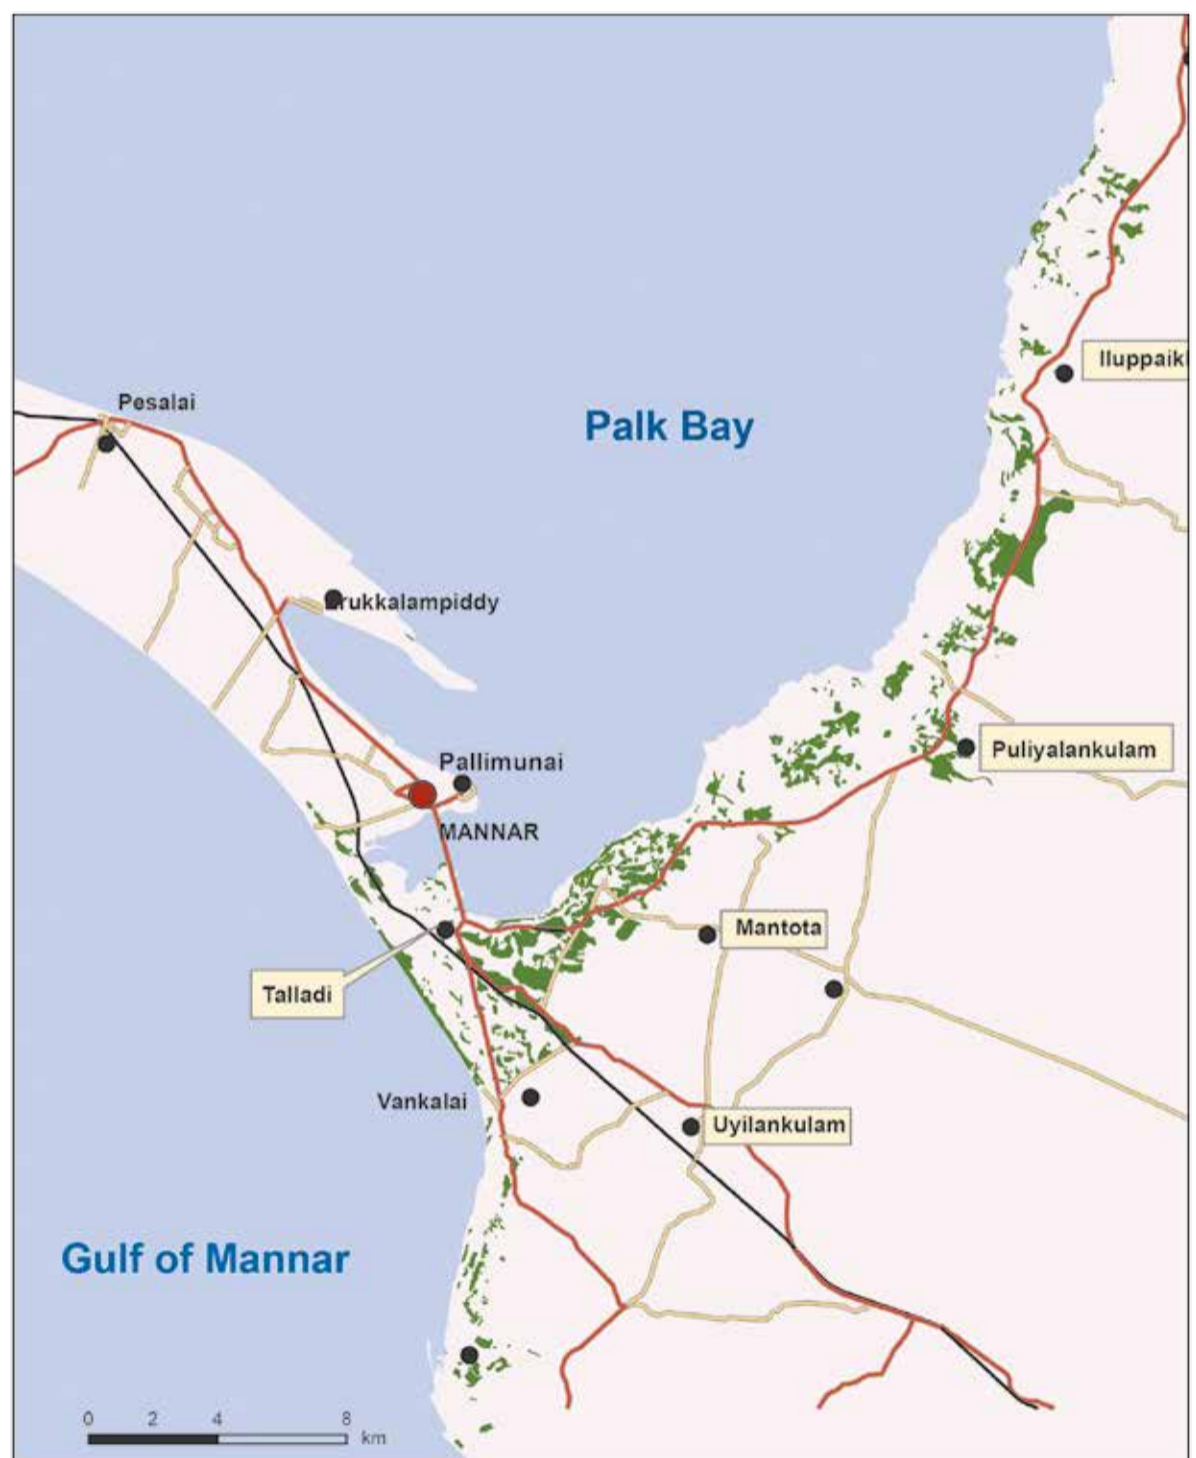 Iluppaik
Pesalai
Palk Bay
Erukkalampiddy
Puliyalankulam
Pallimunai
MANNAR
Mantota
Talladi
Vankalai
Uyilankulam
Gulf of Mannar
0 2 4 8
km